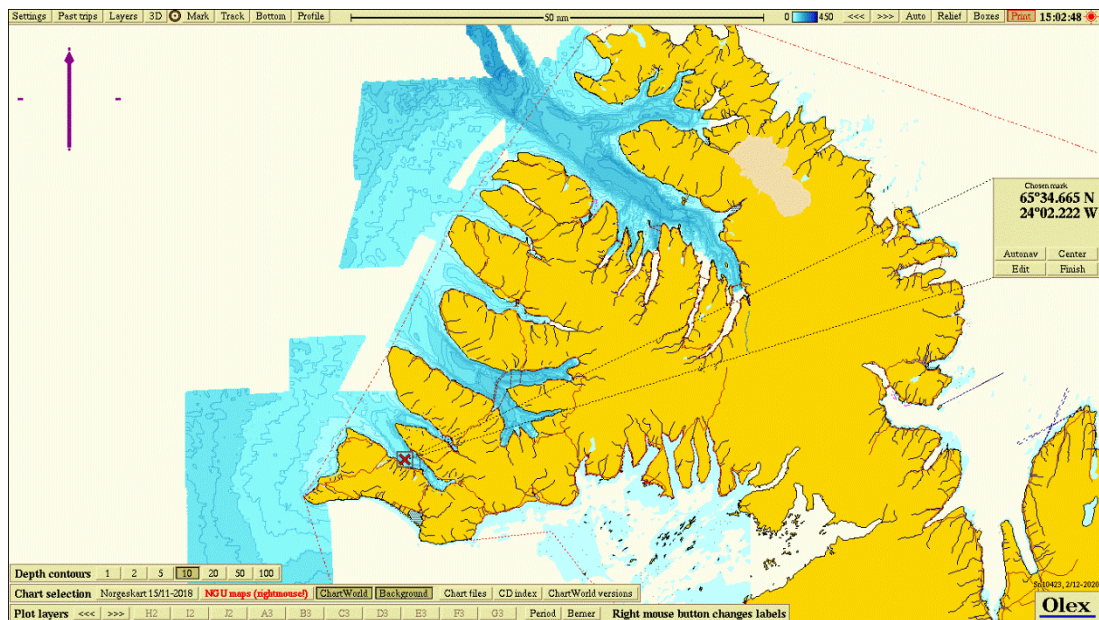 Settings Past trips Layers 3D Mark Track Bottom Profile 50 nm 0 450 <<< >>> Auto Relief Boxes Print 15:02:48
Chosen mark
65°34.665 N
24°02.222 W
Autonav Center
Edit Finish
Depth contours 1 2 5 10 20 50 100
Chart selection Norgeskart 15/11-2018 NGU maps (rightmouse!) ChartWorld Background Chart files CD index ChartWorld versions
Plot layers <<< >>> H2 I2 J2 A3 B3 C3 D3 E3 F3 G3 Period Berner Right mouse button changes labels
Sn10423, 2/12-2020
Olex